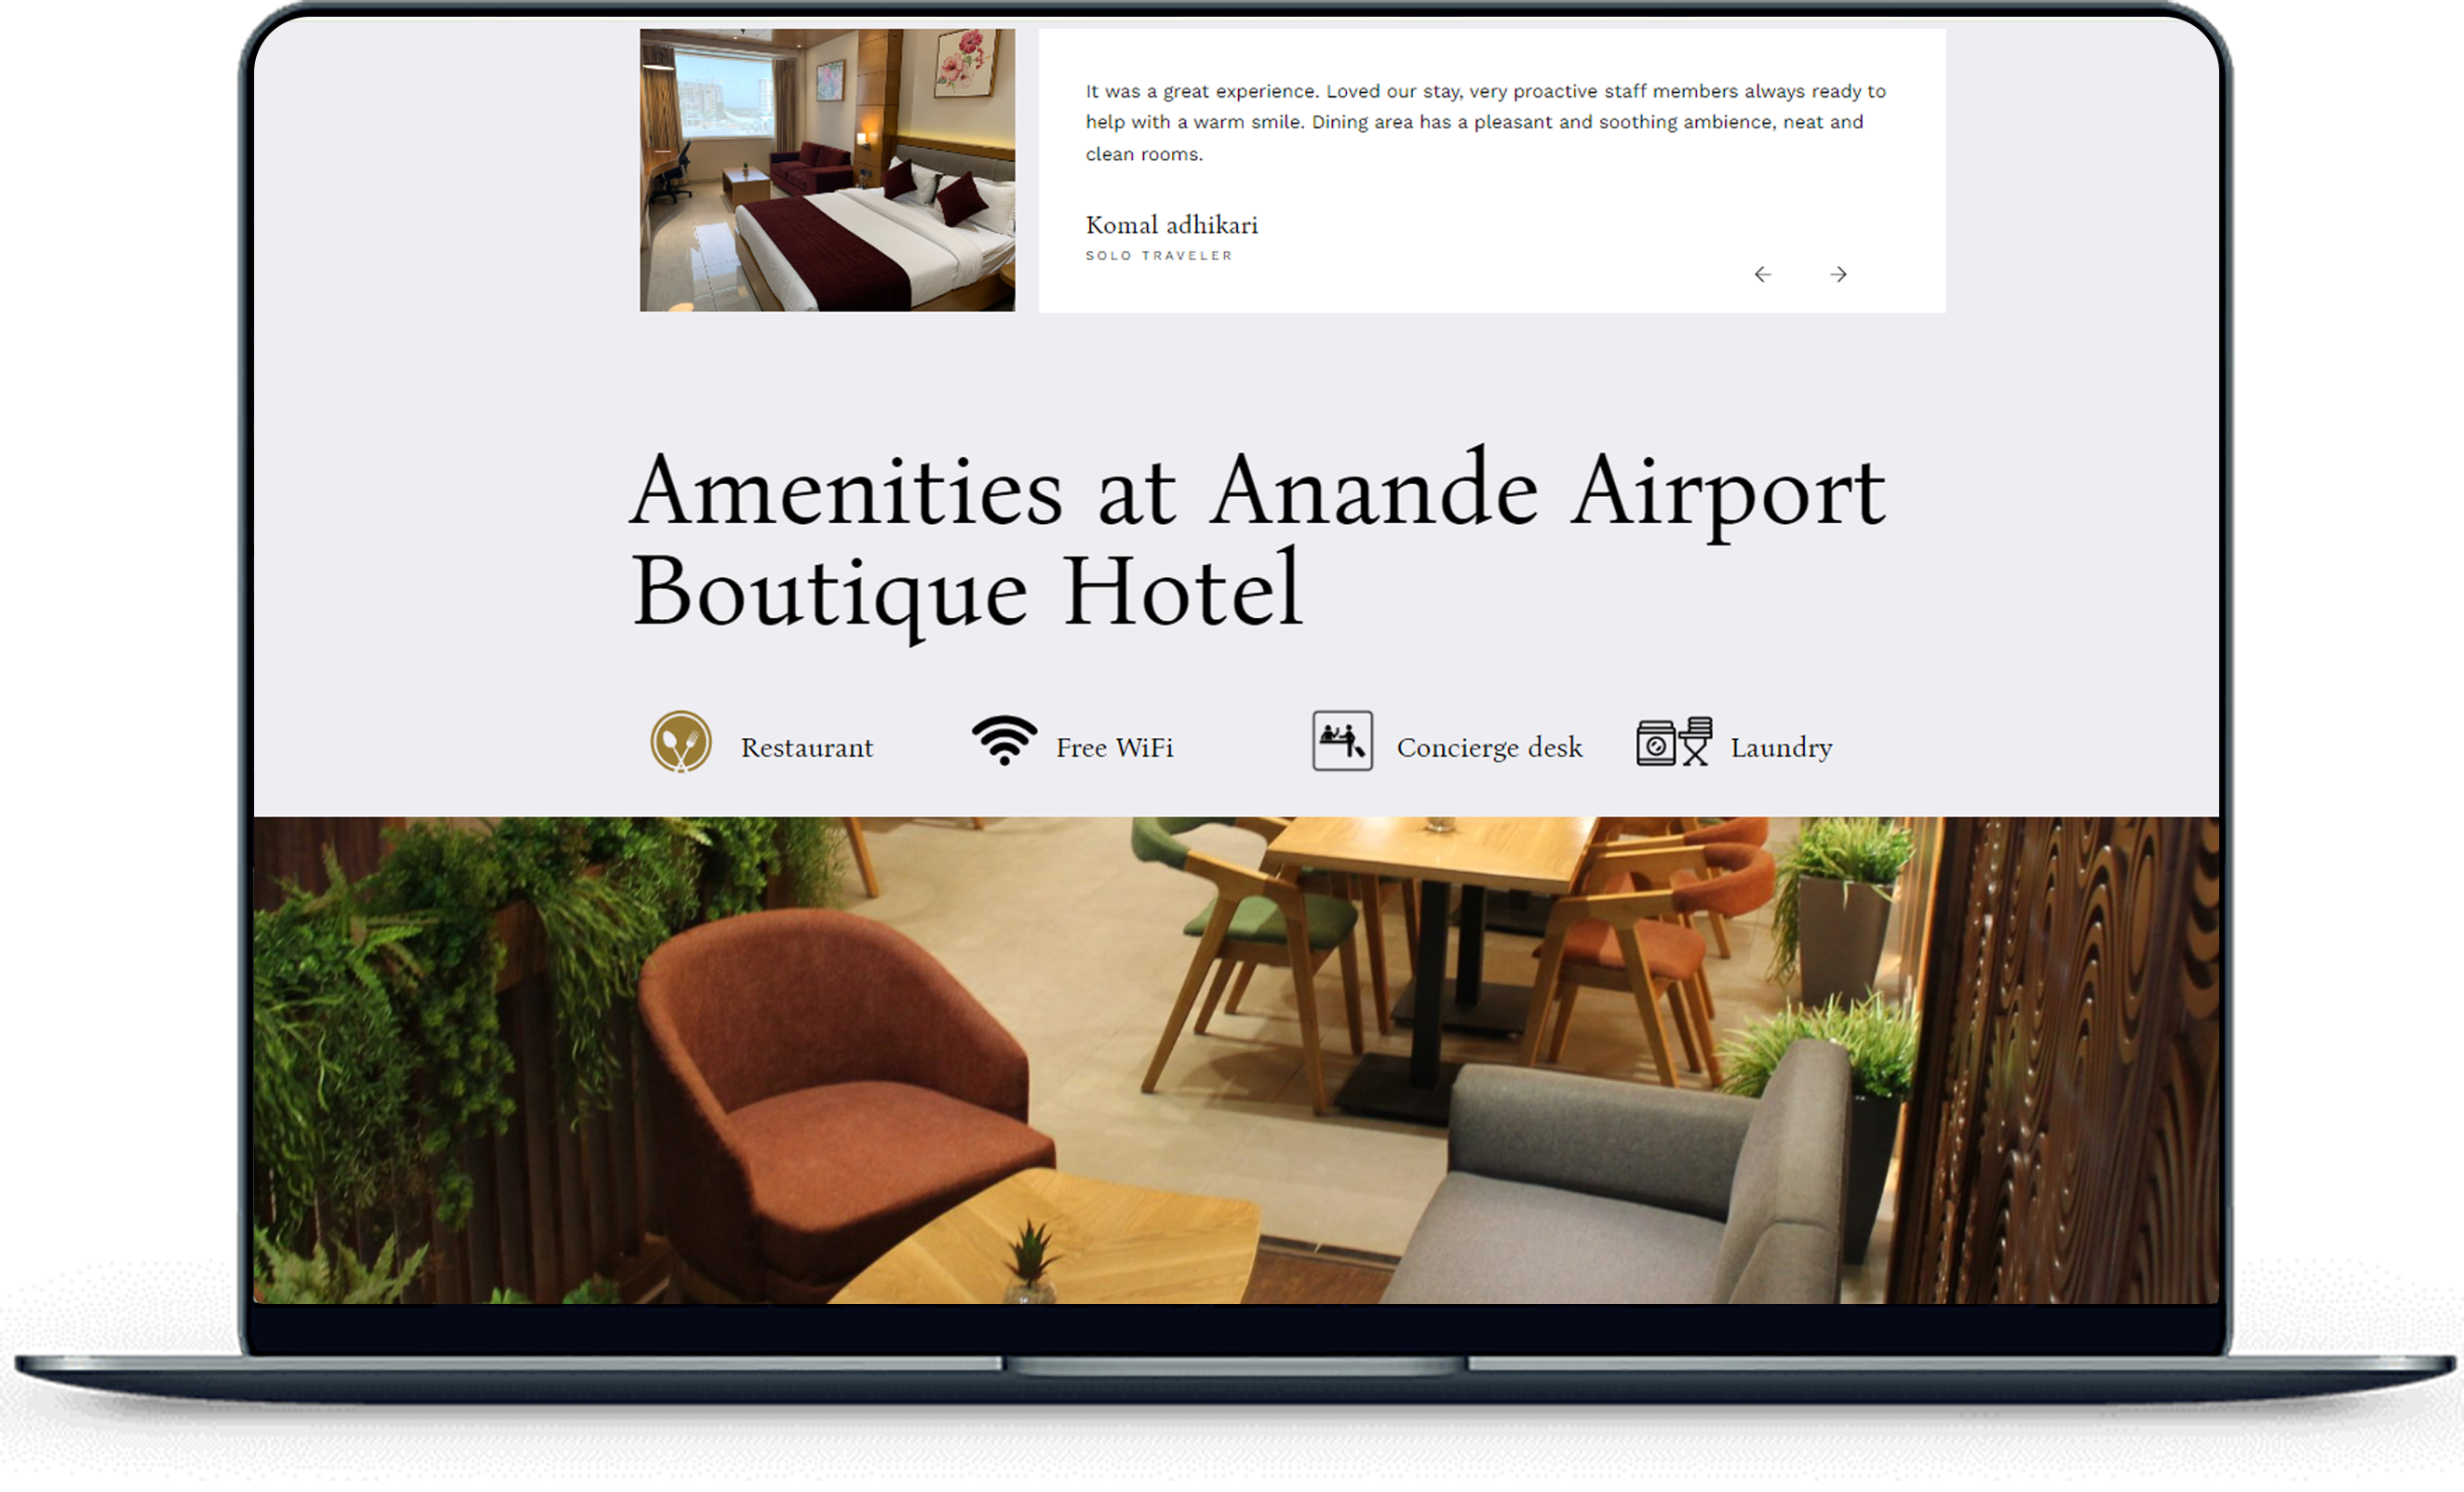 It was a great experience. Loved our stay, very proactive staff members always ready to
help with a warm smile. Dining area has a pleasant and soothing ambience, neat and
clean rooms.
Komal adhikari
SOLO TRAVELER
Amenities at Anande Airport
Boutique Hotel
Restaurant
Free WiFi
Concierge desk
Laundry